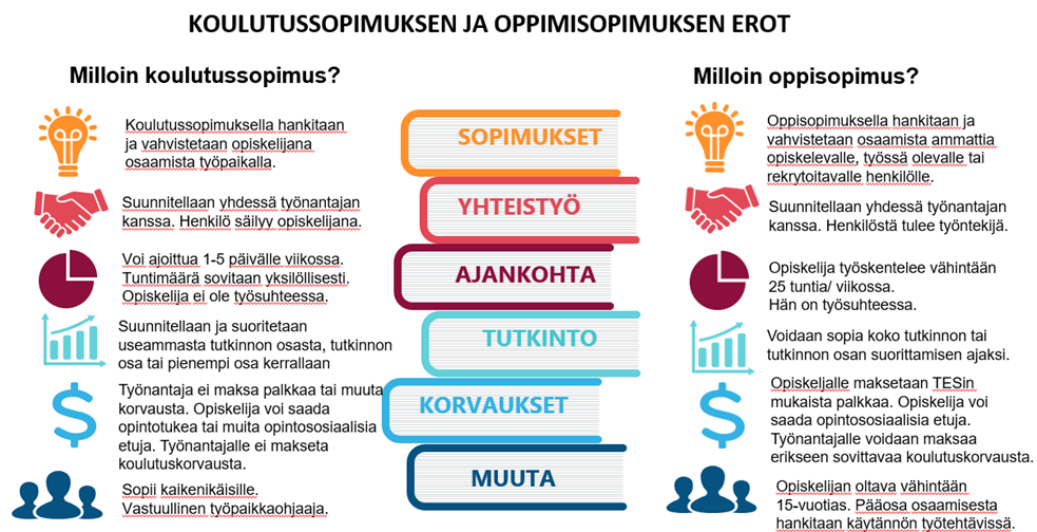 KOULUTUSSOPIMUKSEN JA OPPIMISOPIMUKSEN EROT
Milloin koulutussopimus?
Koulutussopimuksella hankitaan
ja vahvistetaan opiskelijana
osaamista työpaikalla.
Suunnitellaan yhdessä työnantajan
kanssa. Henkilö säilyy opiskelijana.
Voi ajoittua 1-5 päivälle viikossa.
Tuntimäärä sovitaan yksilöllisesti.
Opiskelija ei ole työsuhteessa.
Suunnitellaan ja suoritetaan
useammasta tutkinnon osasta, tutkinnon
osa tai pienempi osa kerrallaan
Työnantaja ei maksa palkkaa tai muuta
korvausta. Opiskelija voi saada
opintotukea tai muita opintososiaalisia
etuja. Työnantajalle ei makseta
koulutuskorvausta.
Sopii kaikenikäisille.
Vastuullinen työpaikkaohjaaja.
SOPIMUKSET
YHTEISTYÖ
AJANKOHTA
TUTKINTO
KORVAUKSET
MUUTA
Milloin oppisopimus?
Oppisopimuksella hankitaan ja
vahvistetaan osaamista ammattia
opiskelevalle, työssä olevalle tai
rekrytoitavalle henkilölle.
Suunnitellaan yhdessä työnantajan
kanssa. Henkilöstä tulee työntekijä.
Opiskelija työskentelee vähintään
25 tuntia/ viikossa.
Hän on työsuhteessa.
Voidaan sopia koko tutkinnon tai
tutkinnon osan suorittamisen ajaksi.
Opiskeljalle maksetaan TESin
mukaista palkkaa. Opiskelija voi
saada opintososiaalisia etuja.
Työnantajalle voidaan maksaa
erikseen sovittavaa koulutuskorvausta.
Opiskelijan oltava vähintään
15-vuotias. Pääosa osaamisesta
hankitaan käytännön työtehtävissä.